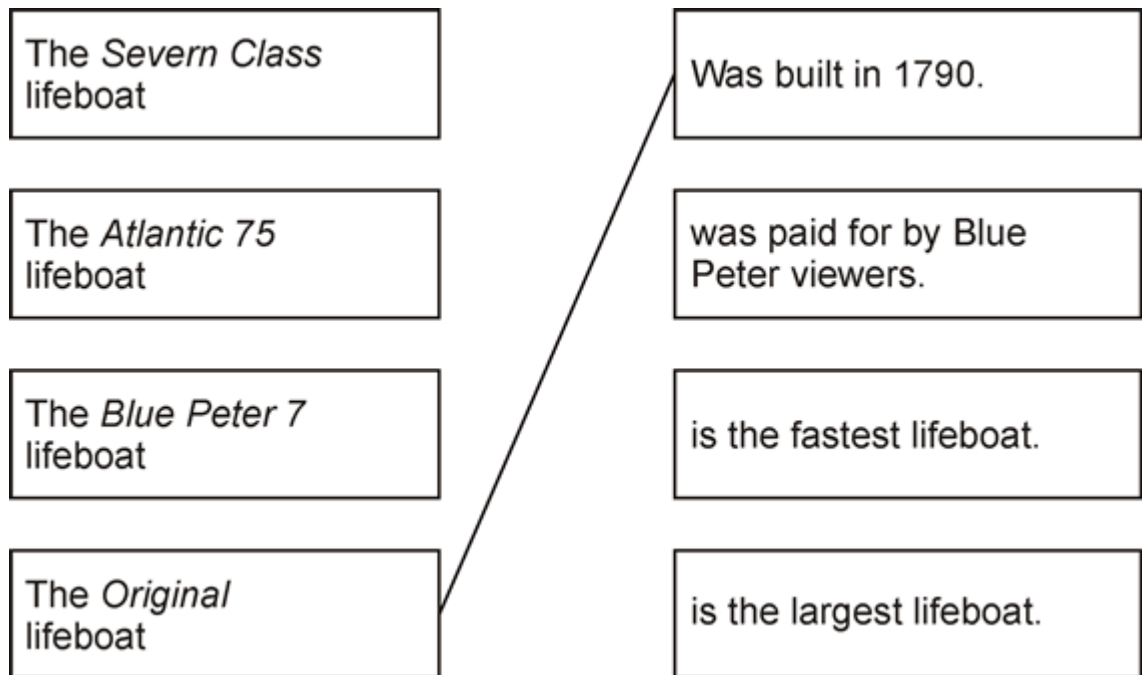 The Severn Class
lifeboat
Was built in 1790.
The Atlantic 75
lifeboat
was paid for by Blue
Peter viewers.
The Blue Peter 7
lifeboat
is the fastest lifeboat.
The Original
lifeboat
is the largest lifeboat.